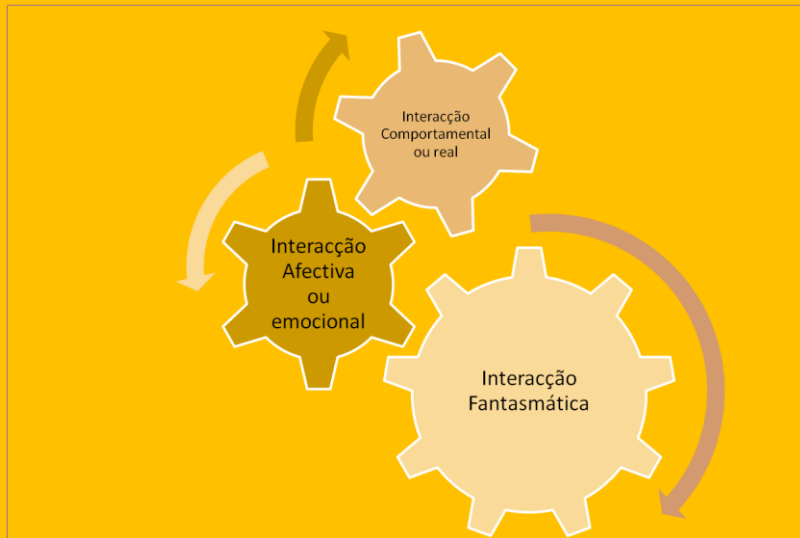 Interacção
Comportamental
ou real
Interacção
Afectiva
ou
emocional
Interacção
Fantasmática